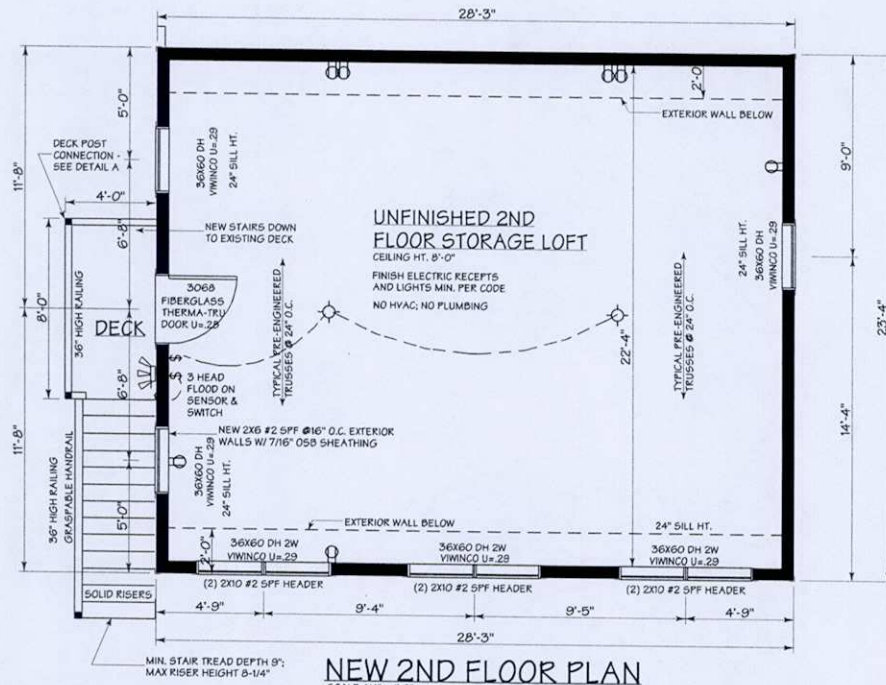 28'-3"
5'-0"
11'-8"
DECK POST
CONNECTION -
SEE DETAIL A
4'-0"
6'-8"
36X60 DH
VIWINCO U=.29
24" SILL HT.
NEW STAIRS DOWN
TO EXISTING DECK
2'-0"
EXTERIOR WALL BELOW
9'-0"
UNFINISHED 2ND
FLOOR STORAGE LOFT
CEILING HT. 8'-0"
FINISH ELECTRIC RECEPTS
AND LIGHTS MIN. PER CODE
NO HVAC; NO PLUMBING
24" SILL HT.
36X60 DH
VIWINCO U=.29
23'-4"
3068
FIBERGLASS
THERMA-TRU
DOOR U=.28
TYPICAL PRE-ENGINEERED
TRUSSES @ 24" O.C.
22'-4"
TYPICAL PRE-ENGINEERED
TRUSSES @ 24" O.C.
8'-0"
36" HIGH RAILING
DECK
$
$
3 HEAD
FLOOD ON
SENSOR &
SWITCH
6'-8"
11'-8"
NEW 2X6 #2 SPF @16" O.C. EXTERIOR
WALLS W/ 7/16" OSB SHEATHING
14'-4"
36" HIGH RAILING
GRASPABLE HANDRAIL
36X60 DH
VIWINCO U=.29
24" SILL HT.
5'-0"
EXTERIOR WALL BELOW
24" SILL HT.
2'-0"
36X60 DH 2W
VIWINCO U=.29
36X60 DH 2W
VIWINCO U=.29
36X60 DH 2W
VIWINCO U=.29
(2) 2X10 #2 SPF HEADER
(2) 2X10 #2 SPF HEADER
(2) 2X10 #2 SPF HEADER
SOLID RISERS
4'-9"
9'-4"
9'-5"
4'-9"
28'-3"
MIN. STAIR TREAD DEPTH 9";
MAX RISER HEIGHT 8-1/4"
NEW 2ND FLOOR PLAN